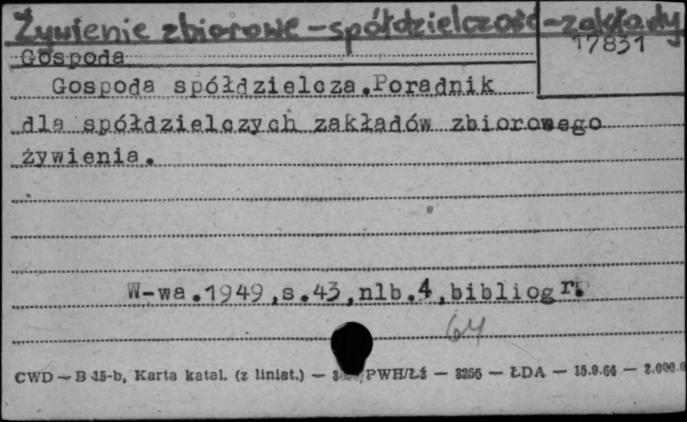 Żywienie zbiorowe - spółdzielczość - zakłady
17831
Gospoda
Gospoda spółdzielcza.Poradnik
dla spółdzielczych zakładów zbiorowego
żywienia.
W-wa.1949,s.43,nlb.4,bibliogr.
64
CWD — B-15-b, Karta katal. (z liniat.) — PWH/Łź — 3256 — ŁDA — 15.9.64 — 2.000.0